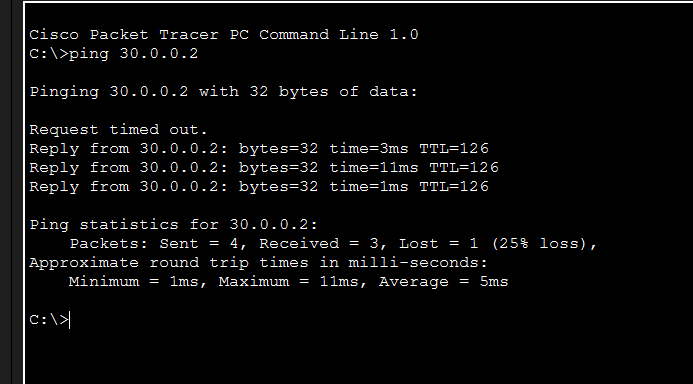 Cisco Packet Tracer PC Command Line 1.0
C:\>ping 30.0.0.2
Pinging 30.0.0.2 with 32 bytes of data:
Request timed out.
Reply from 30.0.0.2: bytes=32 time=3ms TTL=126
Reply from 30.0.0.2: bytes=32 time=11ms TTL=126
Reply from 30.0.0.2: bytes=32 time=1ms TTL=126
Ping statistics for 30.0.0.2:
    Packets: Sent = 4, Received = 3, Lost = 1 (25% loss),
Approximate round trip times in milli-seconds:
    Minimum = 1ms, Maximum = 11ms, Average = 5ms
C:\>